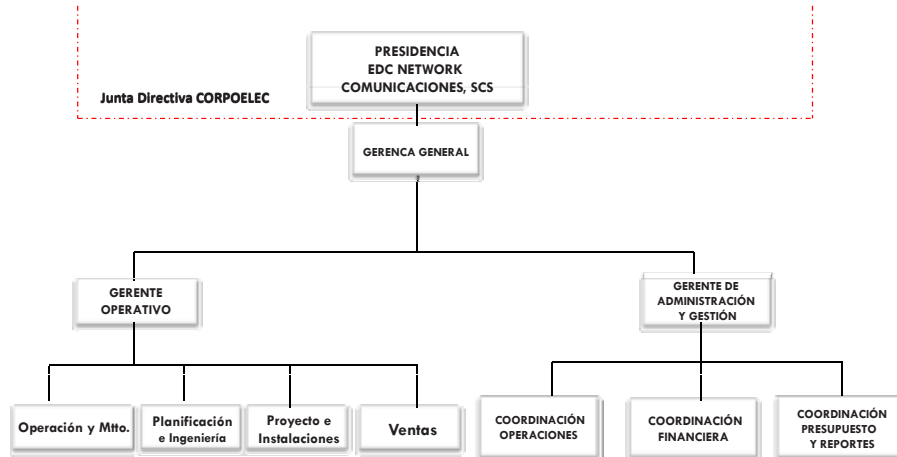 PRESIDENCIA
EDC NETWORK
COMUNICACIONES, SCS
Junta Directiva CORPOELEC
GERENCA GENERAL
GERENTE
OPERATIVO
GERENTE DE
ADMINISTRACIÓN
Y GESTIÓN
Operación y Mtto.
Planificación
e Ingeniería
Proyecto e
Instalaciones
Ventas
COORDINACIÓN
OPERACIONES
COORDINACIÓN
FINANCIERA
COORDINACIÓN
PRESUPUESTO
Y REPORTES